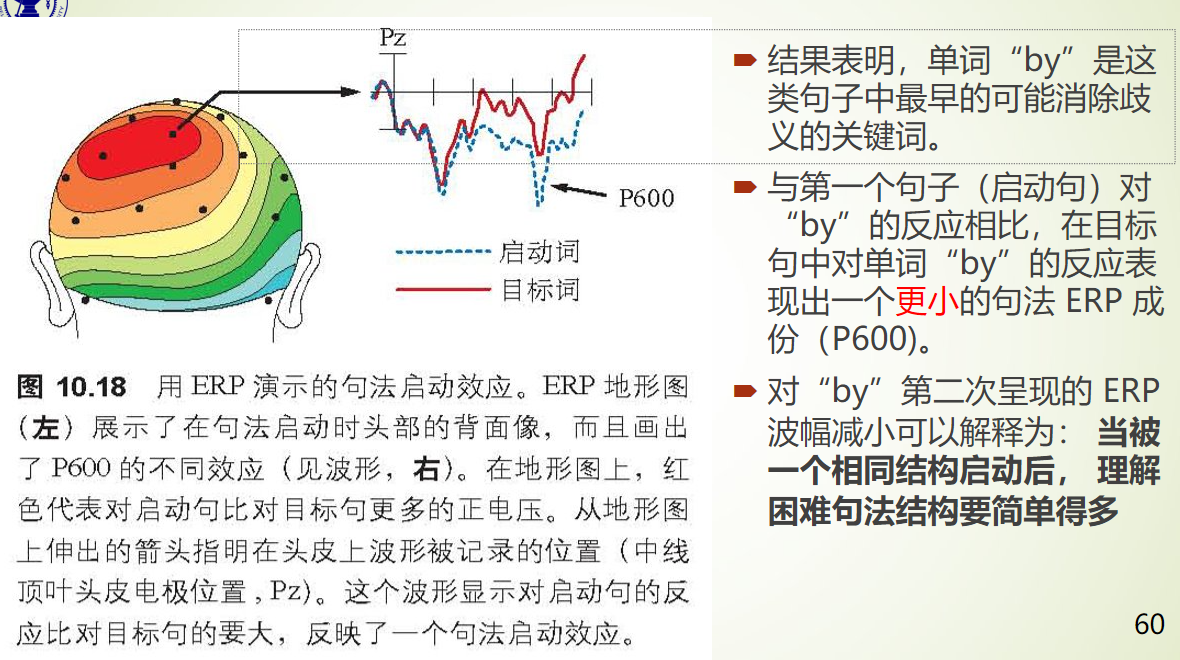 Pz
P600
启动词
目标词
图 10.18 用 ERP 演示的句法启动效应。ERP 地形图
（左）展示了在句法启动时头部的背面像，而且画出
了 P600 的不同效应（见波形，右）。在地形图上，红
色代表对启动句比对目标句更多的正电压。从地形图
上伸出的箭头指明在头皮上波形被记录的位置（中线
顶叶头皮电极位置 , Pz）。这个波形显示对启动句的反
应比对目标句的要大，反映了一个句法启动效应。
结果表明，单词“by”是这
类句子中最早的可能消除歧
义的关键词。
与第一个句子（启动句）对
“by”的反应相比，在目标
句中对单词“by”的反应表
现出一个更小的句法 ERP 成
份（P600)。
对“by”第二次呈现的 ERP
波幅减小可以解释为： 当被
一个相同结构启动后， 理解
困难句法结构要简单得多
60